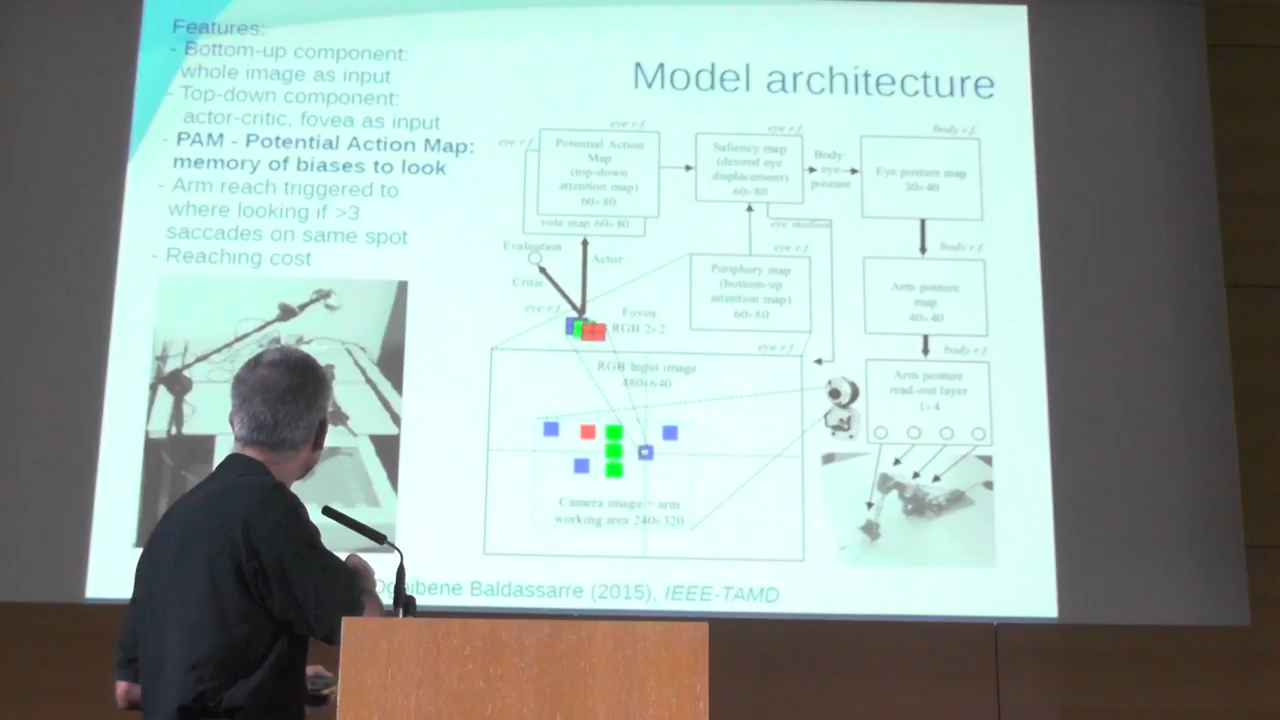 Features:
- Bottom-up component:
whole image as input
- Top-down component:
actor-critic, fovea as input
- PAM - Potential Action Map:
memory of biases to look
- Arm reach triggered to
where looking if >3
saccades on same spot
- Reaching cost
Model architecture
eye r.f.
eye r.f.
Potential Action
Map
(top-down
attention map)
60×80
vote map 60×80
eye r.f.
Saliency map
(desired eye
displacement)
60×80
Body:
eye
posture
body r.f.
Eye posture map
30×40
eye motion
Evaluation
Actor
Critic
eye r.f.
Periphery map
(bottom-up
attention map)
60×80
body r.f.
Arm posture
map
40×40
eye r.f.
Fovea
RGB 2×2
eye r.f.
RGB Input image
480×640
body r.f.
Arm posture
read-out layer
1×4
Camera image = arm
working area 240×320
Baldassarre (2015), IEEE-TAMD